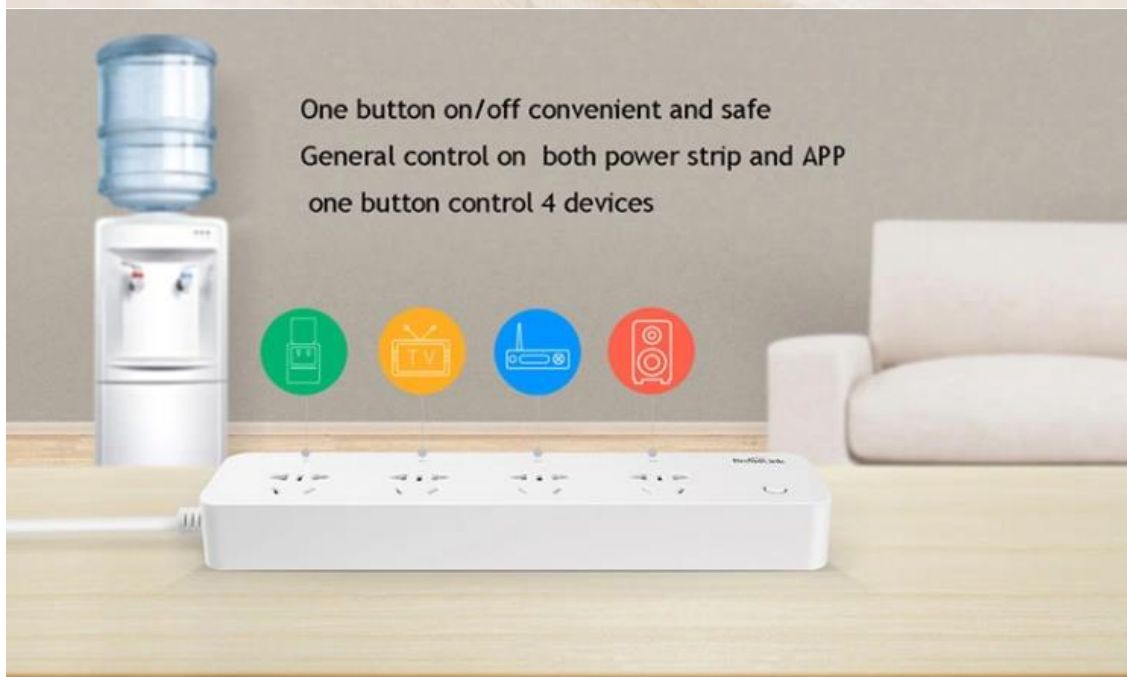 One button on/off convenient and safe
General control on both power strip and APP
one button control 4 devices
TV